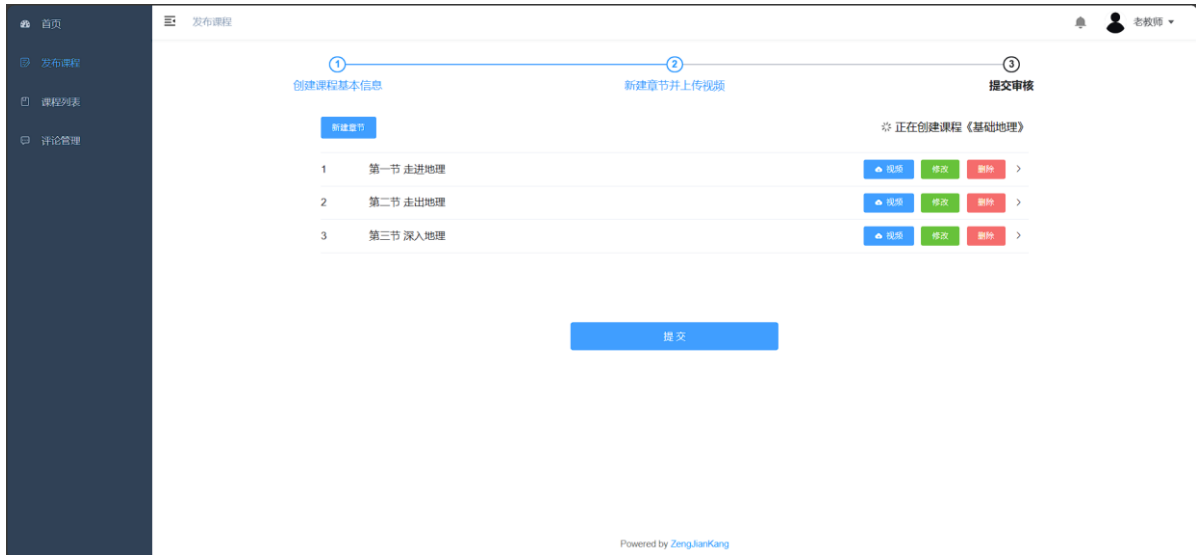 首页
发布课程
课程列表
评论管理
发布课程
老教师
1
2
3
创建课程基本信息
新建章节并上传视频
提交审核
新建章节
正在创建课程《基础地理》
1 第一节 走进地理 视频 修改 删除
2 第二节 走出地理 视频 修改 删除
3 第三节 深入地理 视频 修改 删除
提 交
Powered by ZengJianKang